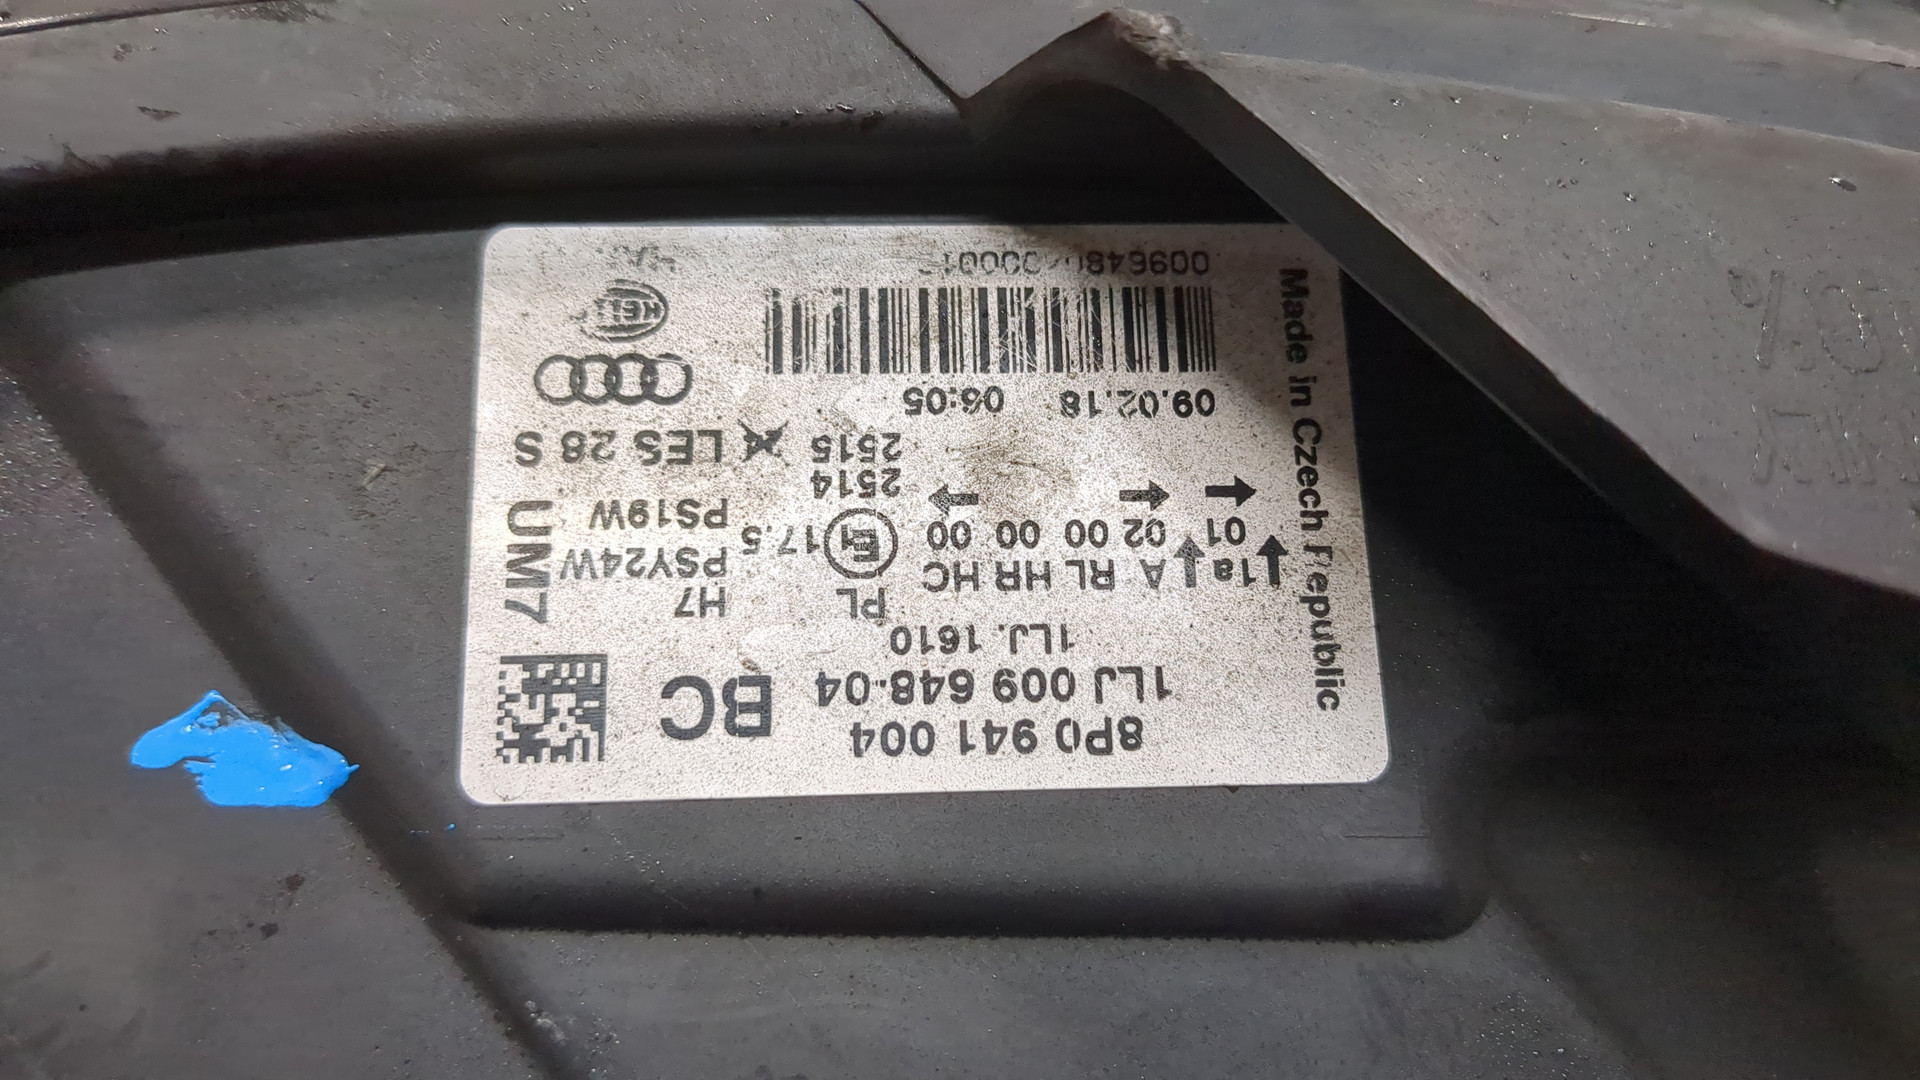 8P0 941 004
1LJ 009 648-04 BC
1LJ. 1610
1a A RL HR HC PL H7
01 02 00 00 00 E1 17.5 PSY24W
2514 PS19W
2515 LES 28 S
UM7
09.02.18 06:05
HELLA
Made in Czech Republic